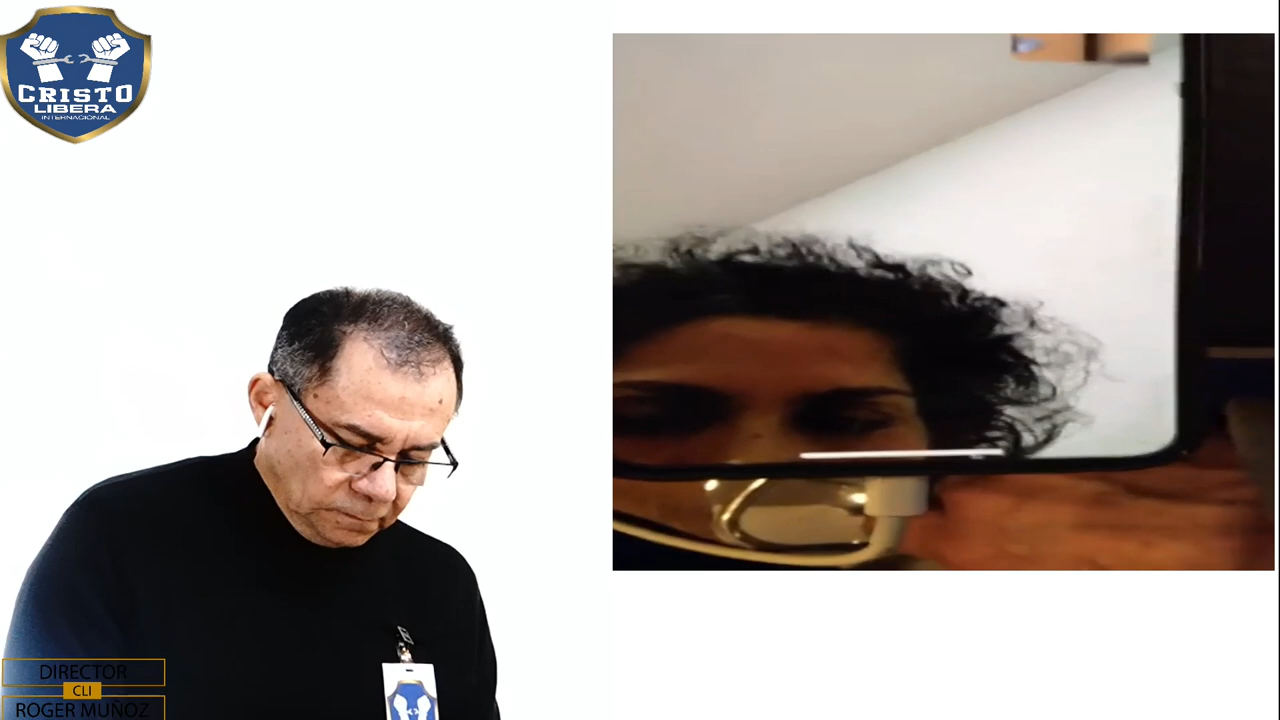 CRISTO
LIBERA
INTERNACIONAL
DIRECTOR
CLI
ROGER MUÑOZ